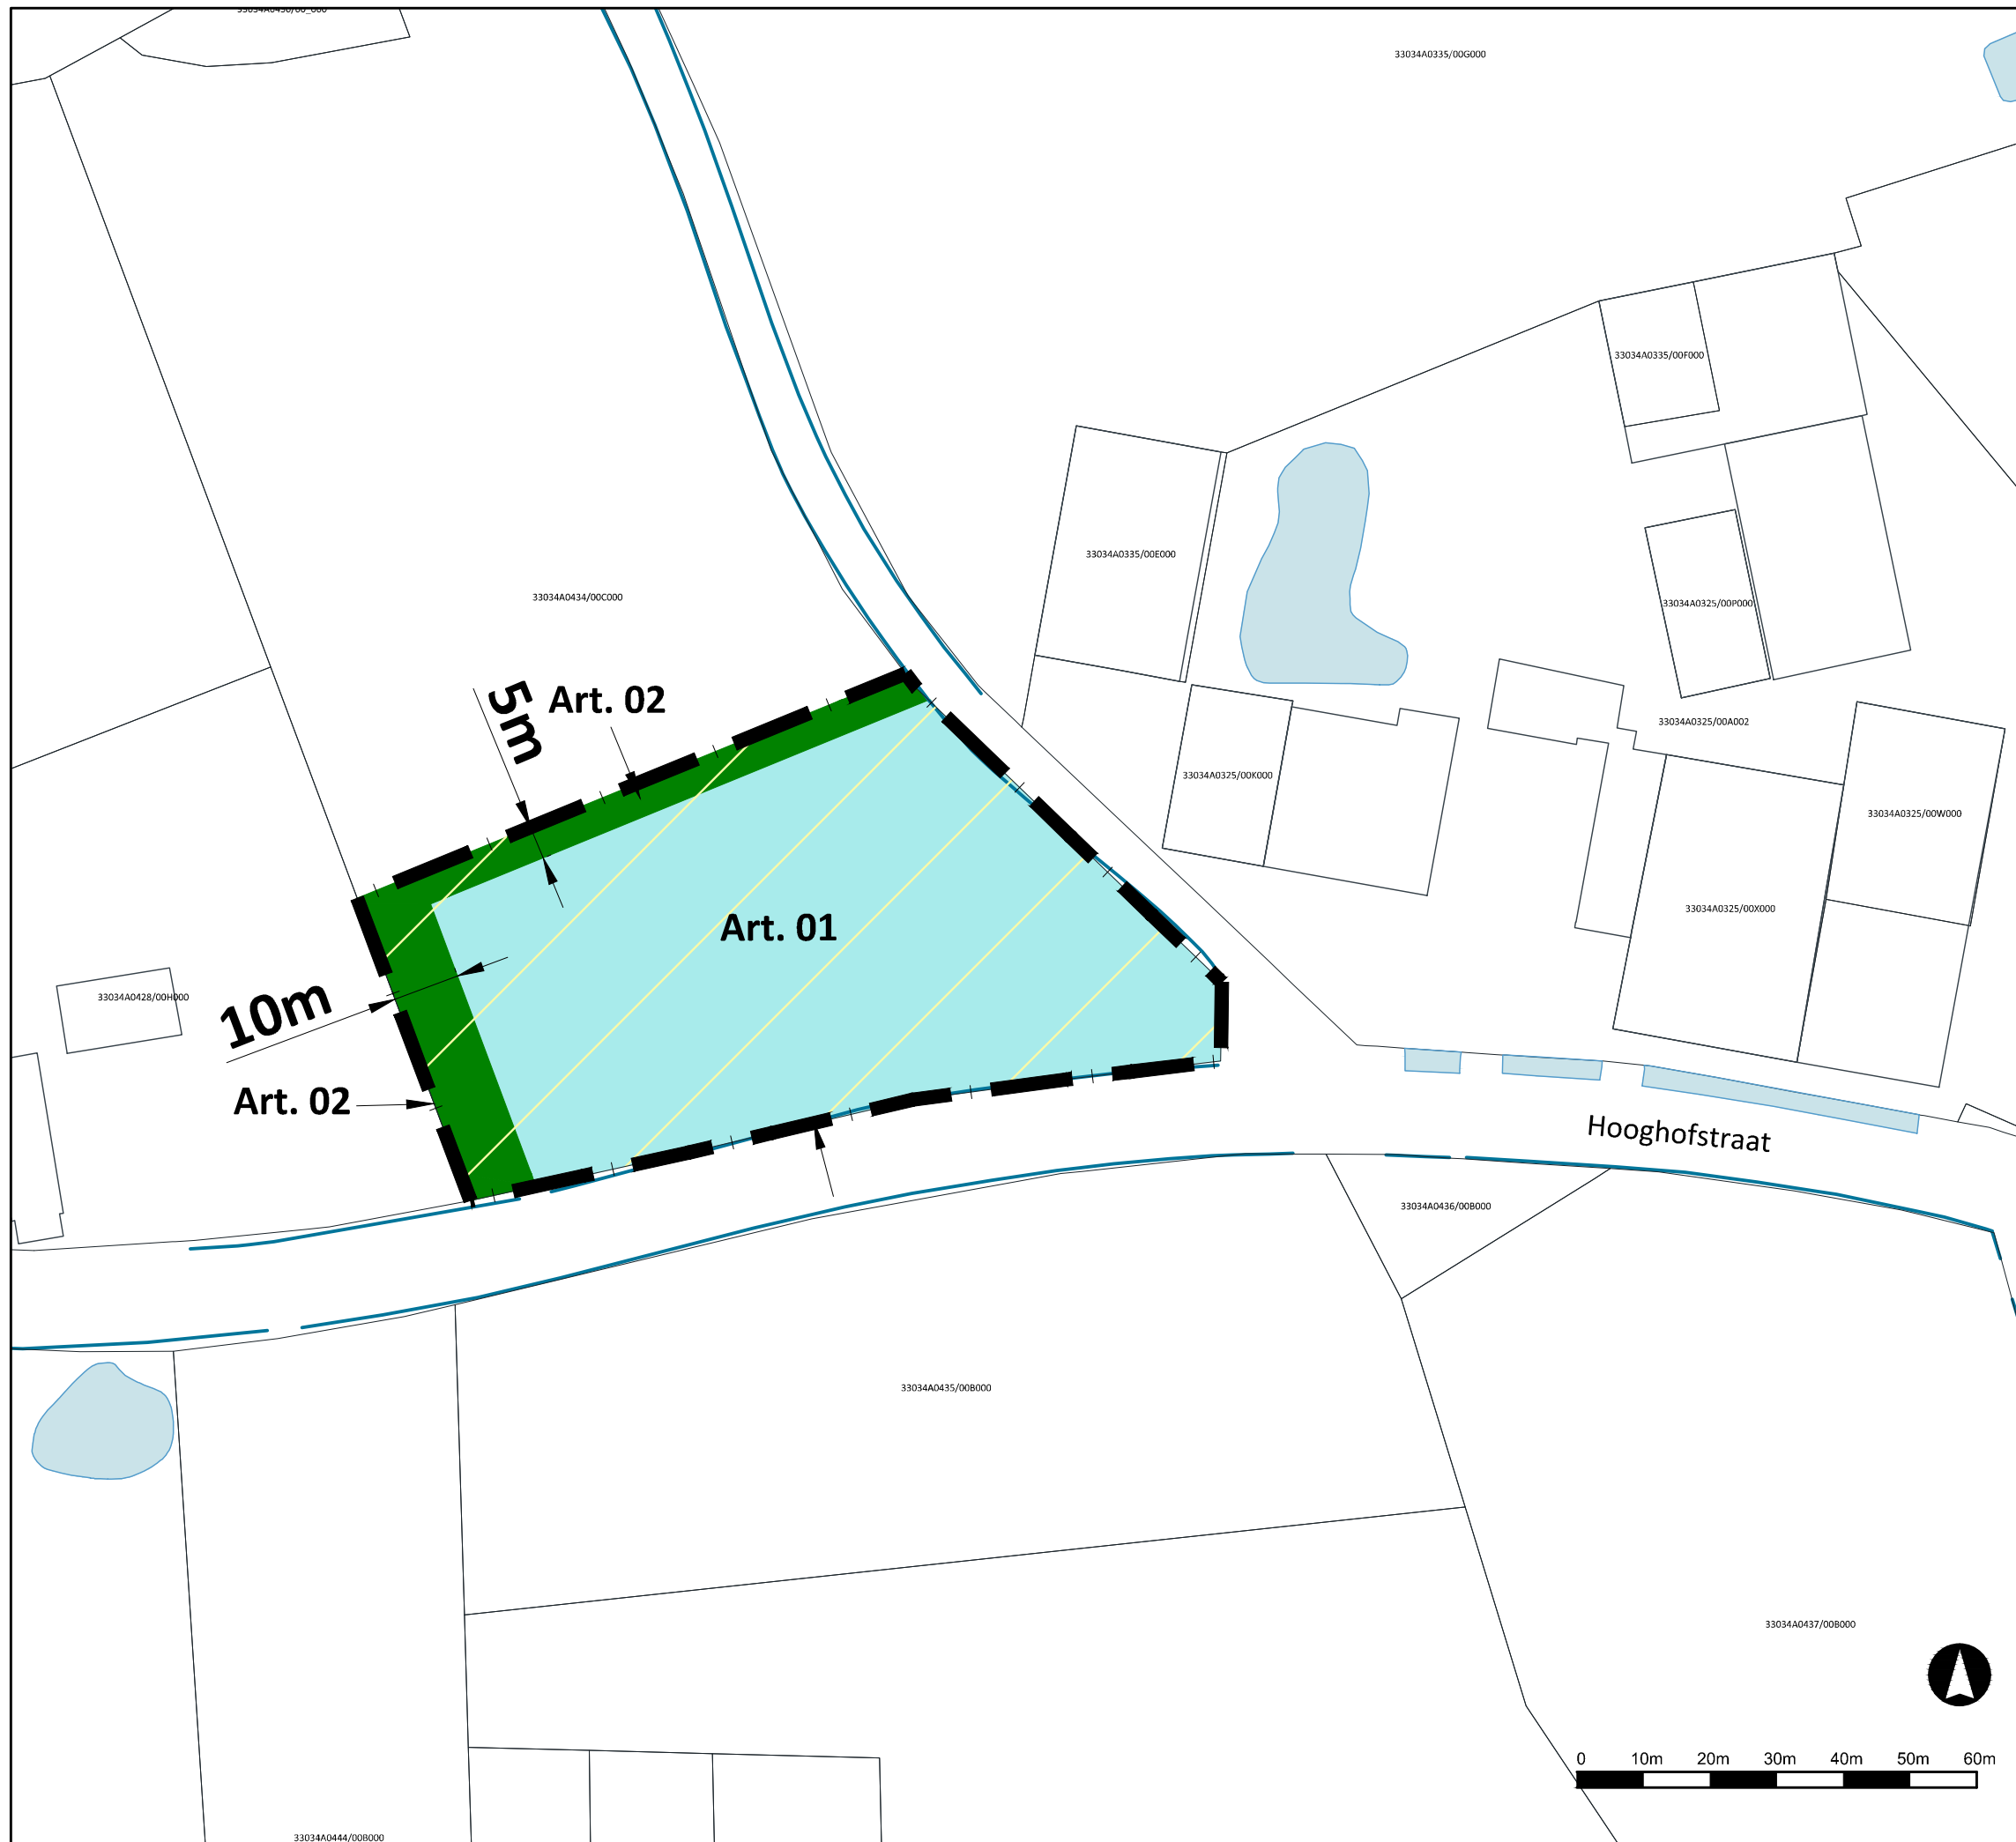 33034A0335/00G000
33034A0335/00F000
33034A0335/00E000
33034A0434/00C000
33034A0325/00P000
5m
Art. 02
33034A0325/00A002
33034A0325/00K000
33034A0325/00W000
33034A0325/00X000
Art. 01
33034A0428/00H000
10m
Art. 02
Hooghofstraat
33034A0436/00B000
33034A0435/00B000
33034A0437/00B000
0 10m 20m 30m 40m 50m 60m
33034A0444/00B000